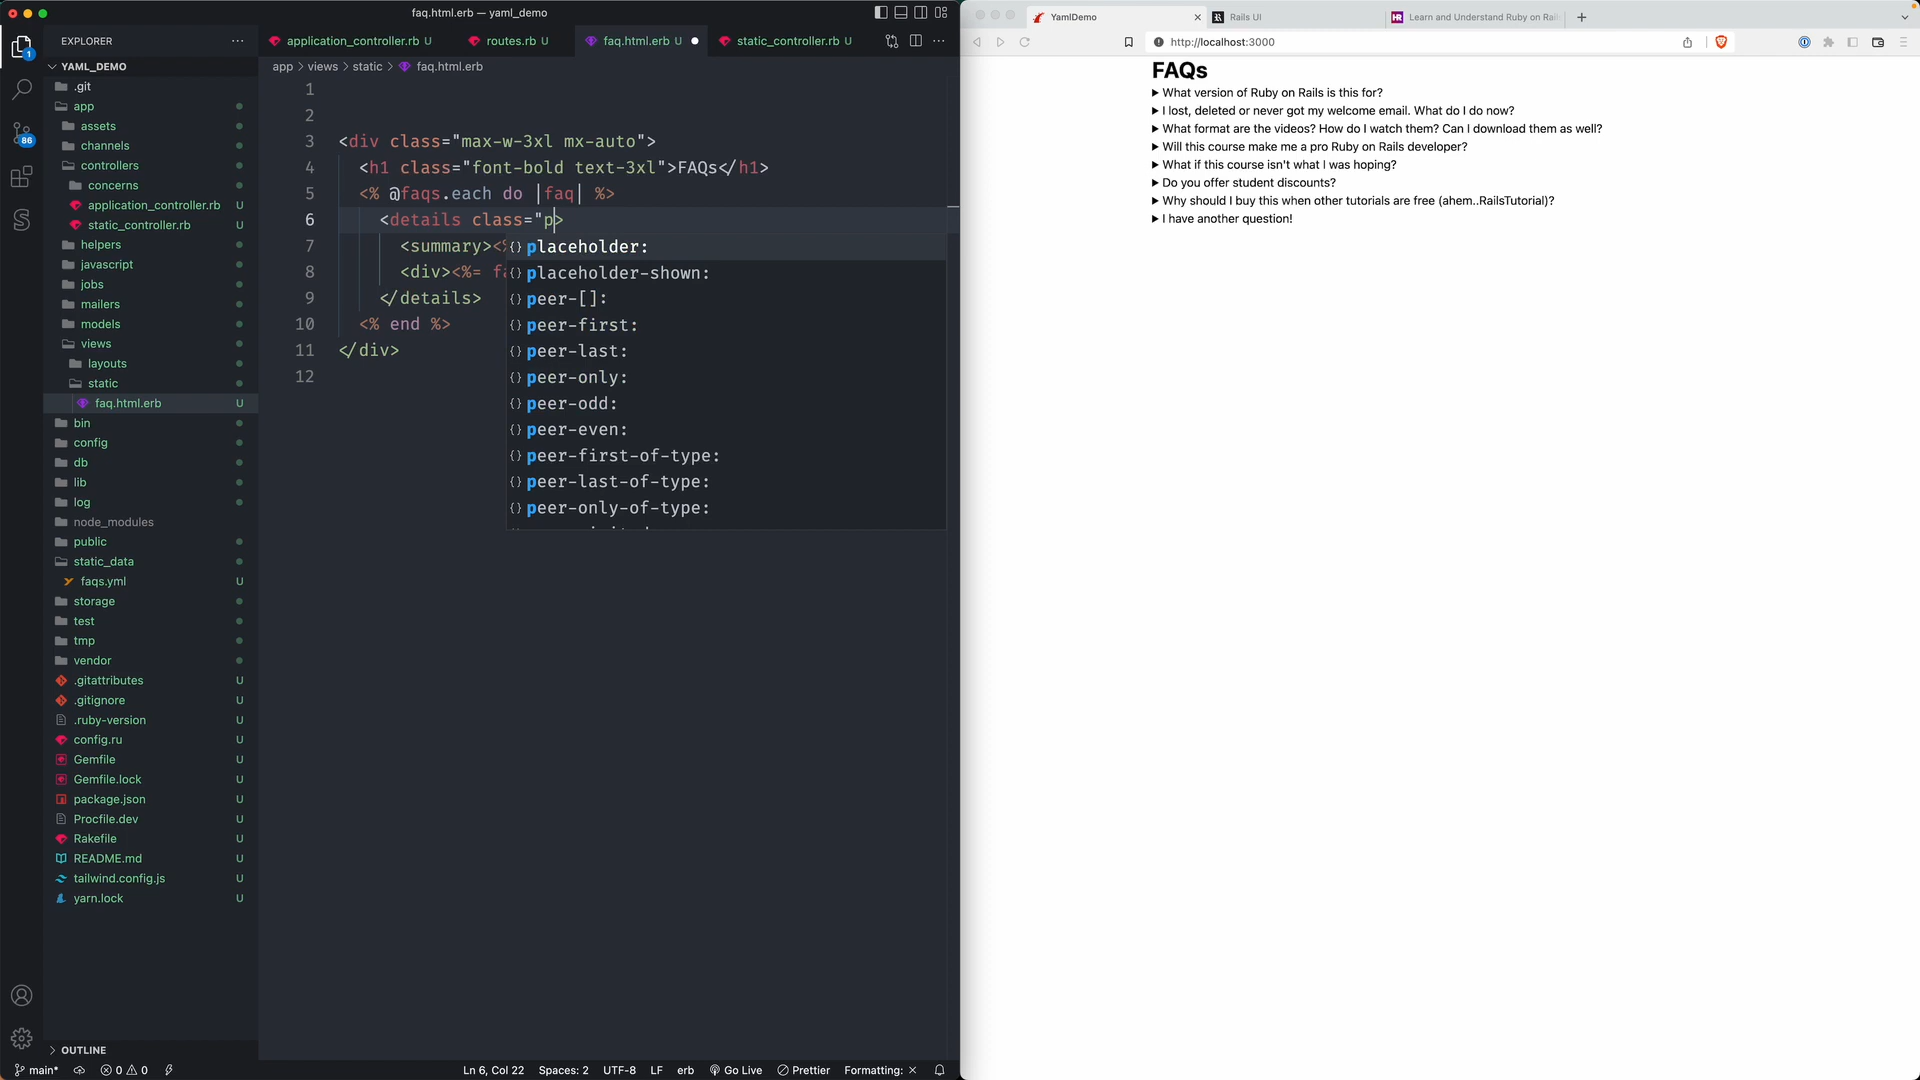 faq.html.erb — yaml_demo
EXPLORER
YAML_DEMO
.git
app
assets
channels
controllers
concerns
application_controller.rb U
static_controller.rb U
helpers
javascript
jobs
mailers
models
views
layouts
static
faq.html.erb U
bin
config
db
lib
log
node_modules
public
static_data
faqs.yml U
storage
test
tmp
vendor
.gitattributes U
.gitignore U
.ruby-version U
config.ru U
Gemfile U
Gemfile.lock U
package.json U
Procfile.dev U
Rakefile U
README.md U
tailwind.config.js U
yarn.lock U
OUTLINE
1
86
application_controller.rb U
routes.rb U
faq.html.erb U
static_controller.rb U
app > views > static > faq.html.erb
1
2
3 <div class="max-w-3xl mx-auto">
4 <h1 class="font-bold text-3xl">FAQs</h1>
5 <% @faqs.each do |faq| %>
6 <details class="p>
7 <summary><%
8 <div><%= fa
9 </details>
10 <% end %>
11 </div>
12
{} placeholder:
{} placeholder-shown:
{} peer-[]:
{} peer-first:
{} peer-last:
{} peer-only:
{} peer-odd:
{} peer-even:
{} peer-first-of-type:
{} peer-last-of-type:
{} peer-only-of-type:
main* 0 0 Ln 6, Col 22 Spaces: 2 UTF-8 LF erb Go Live Prettier Formatting: ×
YamlDemo
Rails UI
HR Learn and Understand Ruby on Rai
http://localhost:3000
FAQs
What version of Ruby on Rails is this for?
I lost, deleted or never got my welcome email. What do I do now?
What format are the videos? How do I watch them? Can I download them as well?
Will this course make me a pro Ruby on Rails developer?
What if this course isn't what I was hoping?
Do you offer student discounts?
Why should I buy this when other tutorials are free (ahem..RailsTutorial)?
I have another question!